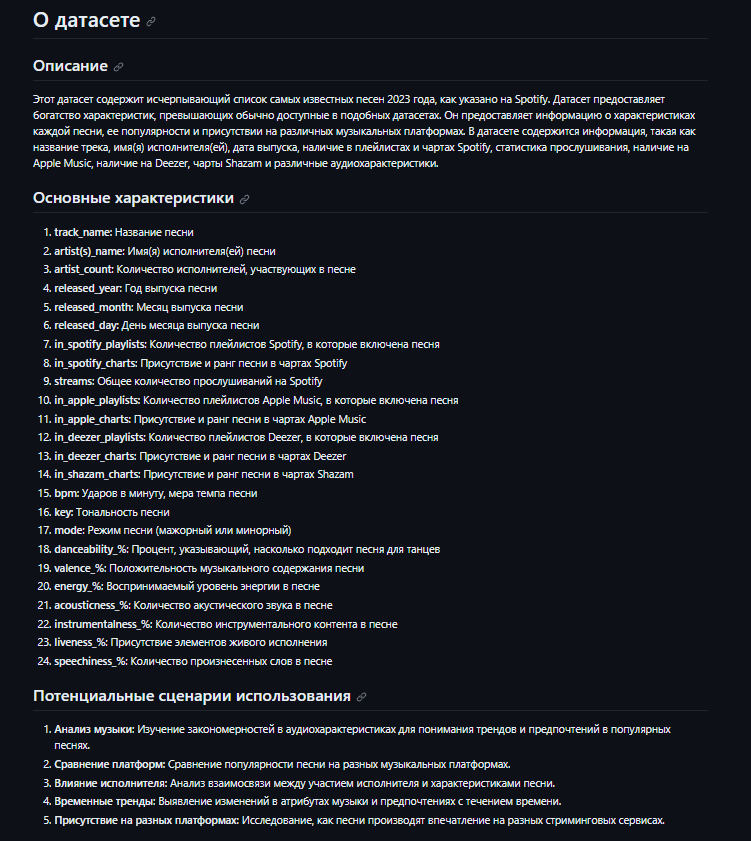 О датасете
Описание
Этот датасет содержит исчерпывающий список самых известных песен 2023 года, как указано на Spotify. Датасет предоставляет
богатство характеристик, превышающих обычно доступные в подобных датасетах. Он предоставляет информацию о характеристиках
каждой песни, ее популярности и присутствии на различных музыкальных платформах. В датасете содержится информация, такая как
название трека, имя(я) исполнителя(ей), дата выпуска, наличие в плейлистах и чартах Spotify, статистика прослушивания, наличие на
Apple Music, наличие на Deezer, чарты Shazam и различные аудиохарактеристики.
Основные характеристики
1. track_name: Название песни
2. artist(s)_name: Имя(я) исполнителя(ей) песни
3. artist_count: Количество исполнителей, участвующих в песне
4. released_year: Год выпуска песни
5. released_month: Месяц выпуска песни
6. released_day: День месяца выпуска песни
7. in_spotify_playlists: Количество плейлистов Spotify, в которые включена песня
8. in_spotify_charts: Присутствие и ранг песни в чартах Spotify
9. streams: Общее количество прослушиваний на Spotify
10. in_apple_playlists: Количество плейлистов Apple Music, в которые включена песня
11. in_apple_charts: Присутствие и ранг песни в чартах Apple Music
12. in_deezer_playlists: Количество плейлистов Deezer, в которые включена песня
13. in_deezer_charts: Присутствие и ранг песни в чартах Deezer
14. in_shazam_charts: Присутствие и ранг песни в чартах Shazam
15. bpm: Ударов в минуту, мера темпа песни
16. key: Тональность песни
17. mode: Режим песни (мажорный или минорный)
18. danceability_%: Процент, указывающий, насколько подходит песня для танцев
19. valence_%: Положительность музыкального содержания песни
20. energy_%: Воспринимаемый уровень энергии в песне
21. acousticness_%: Количество акустического звука в песне
22. instrumentalness_%: Количество инструментального контента в песне
23. liveness_%: Присутствие элементов живого исполнения
24. speechiness_%: Количество произнесенных слов в песне
Потенциальные сценарии использования
1. Анализ музыки: Изучение закономерностей в аудиохарактеристиках для понимания трендов и предпочтений в популярных
песнях.
2. Сравнение платформ: Сравнение популярности песни на разных музыкальных платформах.
3. Влияние исполнителя: Анализ взаимосвязи между участием исполнителя и характеристиками песни.
4. Временные тренды: Выявление изменений в атрибутах музыки и предпочтениях с течением времени.
5. Присутствие на разных платформах: Исследование, как песни производят впечатление на разных стриминговых сервисах.